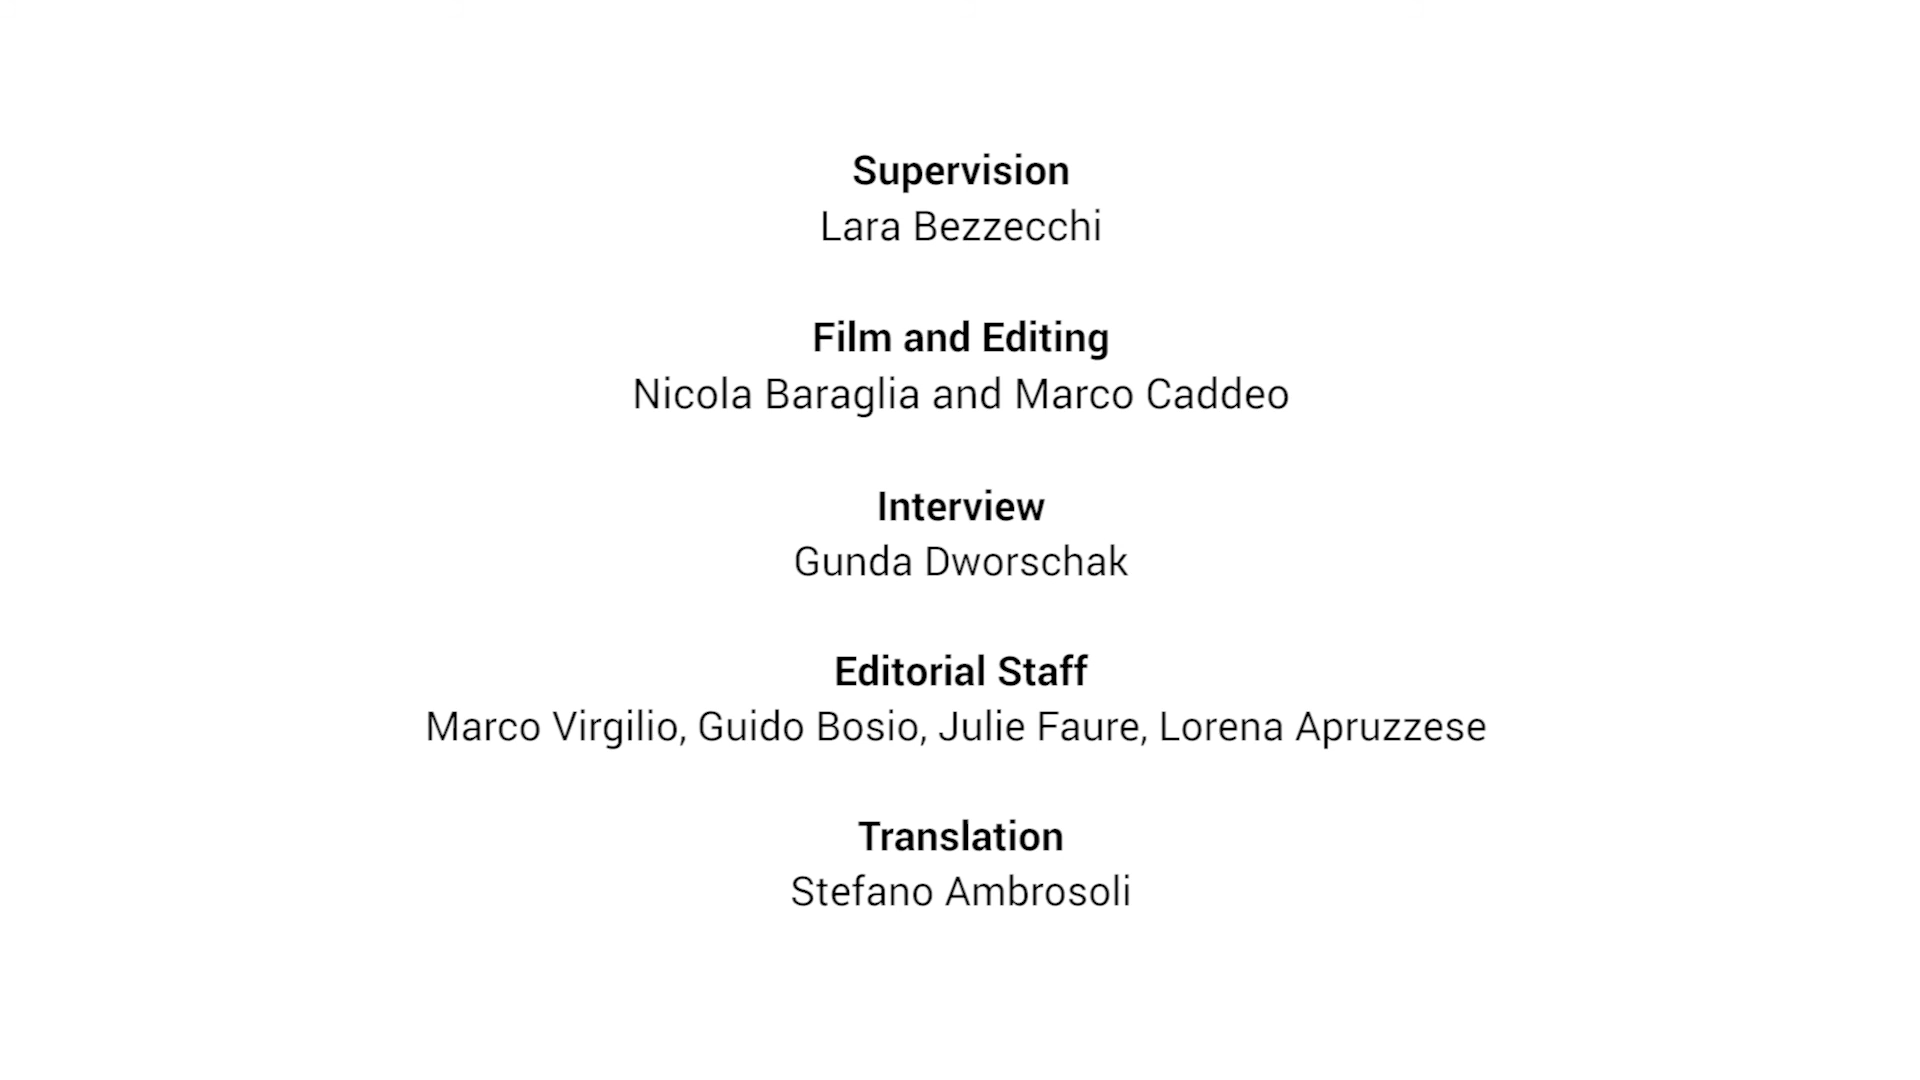 Supervision
Lara Bezzecchi
Film and Editing
Nicola Baraglia and Marco Caddeo
Interview
Gunda Dworschak
Editorial Staff
Marco Virgilio, Guido Bosio, Julie Faure, Lorena Apruzzese
Translation
Stefano Ambrosoli